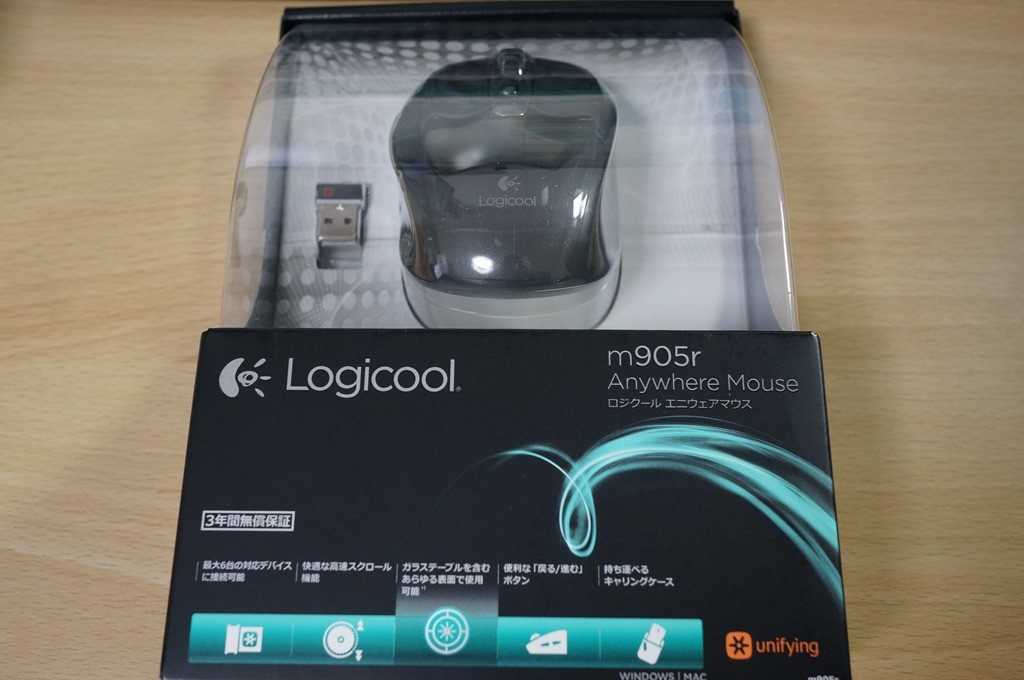 Logicool
Logicool
m905r
Anywhere Mouse
ロジクール エニウェアマウス
3年間無償保証
最大6台の対応デバイス
に接続可能
快適な高速スクロール
機能
ガラステーブルを含む
あらゆる表面で使用
可能*1
便利な「戻る/進む」
ボタン
持ち運べる
キャリングケース
unifying
WINDOWS | MAC
m905r